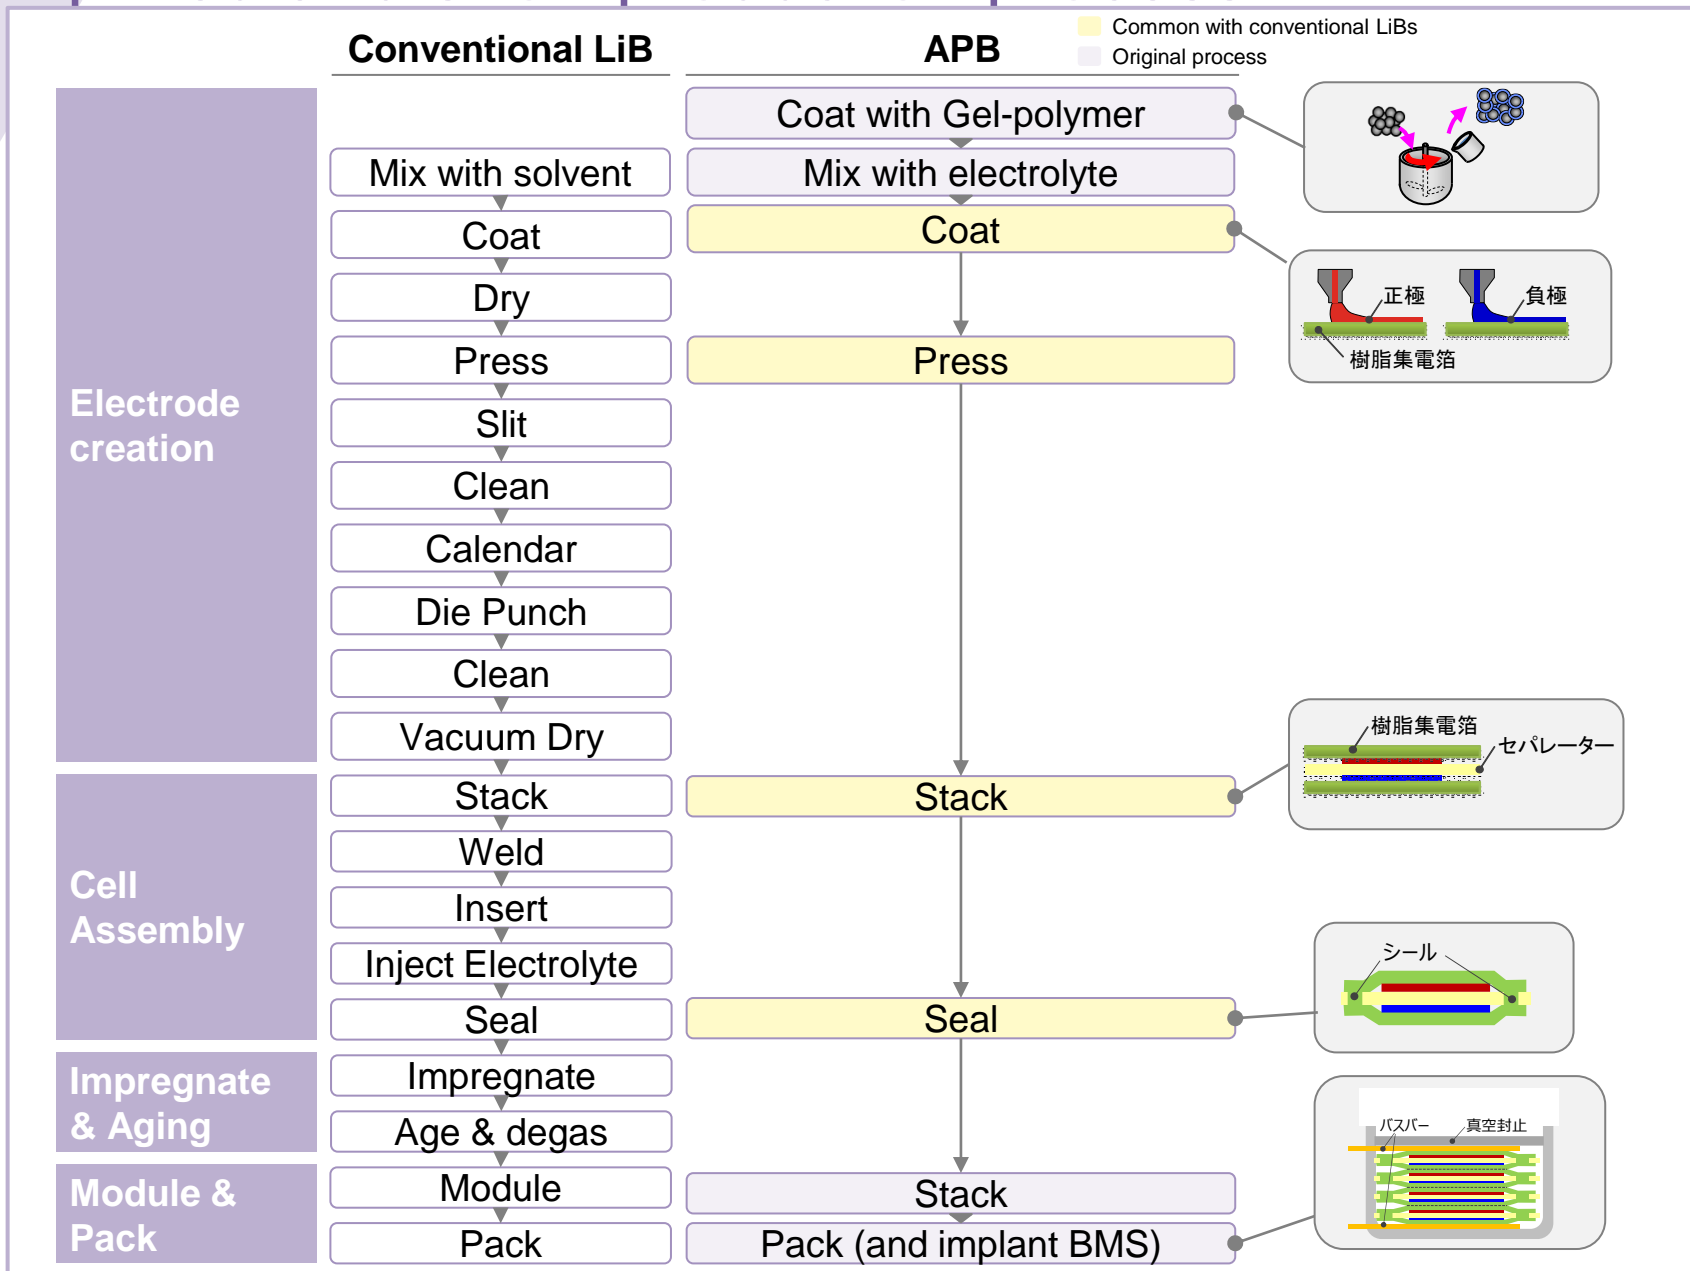 Conventional LiB
APB
Common with conventional LiBs
Original process
Electrode
creation
Cell
Assembly
Impregnate
& Aging
Module &
Pack
Mix with solvent
Coat
Dry
Press
Slit
Clean
Calendar
Die Punch
Clean
Vacuum Dry
Stack
Weld
Insert
Inject Electrolyte
Seal
Impregnate
Age & degas
Module
Pack
Coat with Gel-polymer
Mix with electrolyte
Coat
Press
Stack
Seal
Stack
Pack (and implant BMS)
正極
負極
樹脂集電箔
樹脂集電箔
セパレーター
シール
バスバー
真空封止